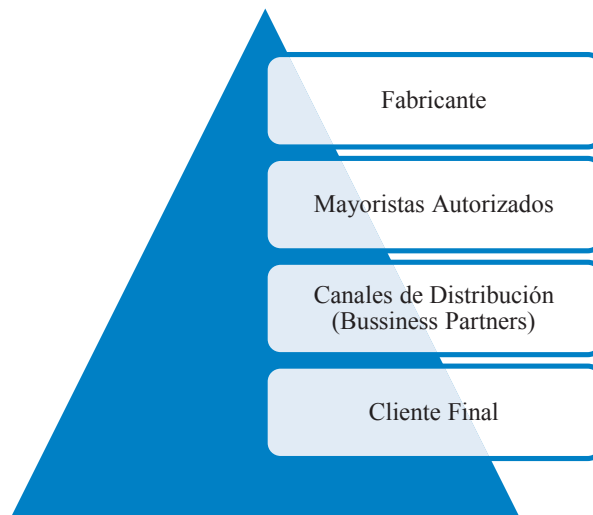 Fabricante
Mayoristas Autorizados
Canales de Distribución
(Bussiness Partners)
Cliente Final